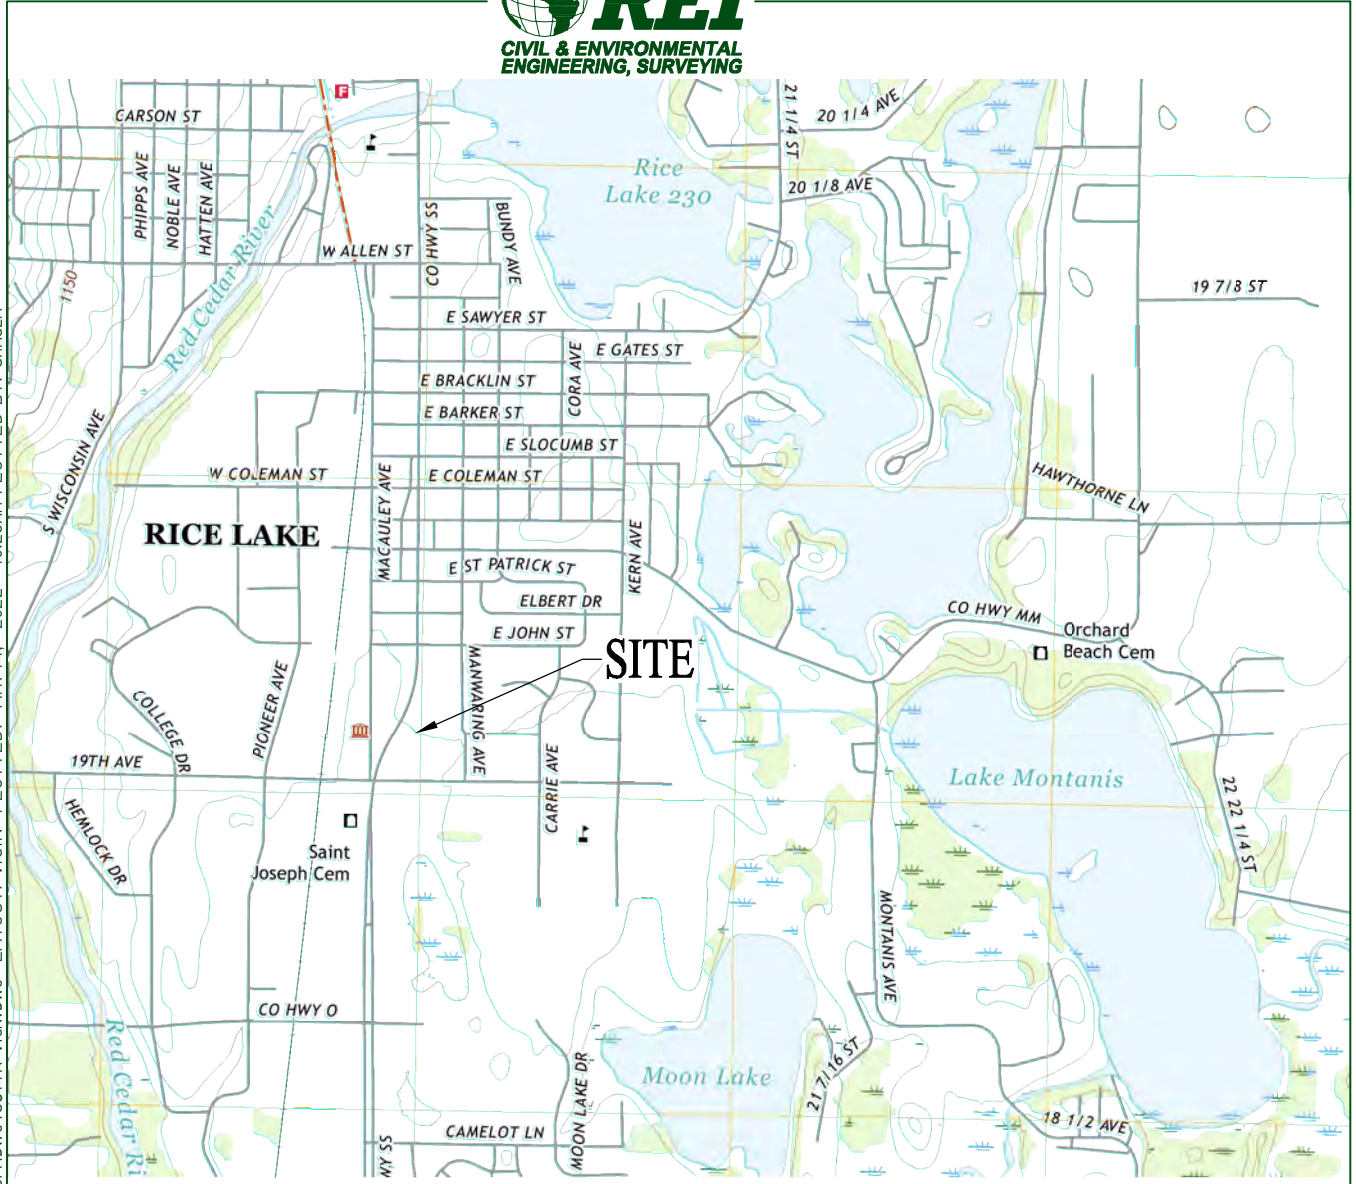 REI
CIVIL & ENVIRONMENTAL
ENGINEERING, SURVEYING
F
CARSON ST
PHIPPS AVE
NOBLE AVE
HATTEN AVE
Red Cedar River
1150
W ALLEN ST
CO HWY SS
BUNDY AVE
Rice
Lake 230
21 1/4 ST
20 1/4 AVE
20 1/8 AVE
19 7/8 ST
E SAWYER ST
E GATES ST
CORA AVE
E BRACKLIN ST
E BARKER ST
E SLOCUMB ST
W COLEMAN ST
E COLEMAN ST
S WISCONSIN AVE
MACAULEY AVE
HAWTHORNE LN
RICE LAKE
KERN AVE
E ST PATRICK ST
ELBERT DR
E JOHN ST
CO HWY MM
Orchard
Beach Cem
SITE
MANWARING AVE
PIONEER AVE
COLLEGE DR
19TH AVE
CARRIE AVE
HEMLOCK DR
Lake Montanis
22 22 1/4 ST
Saint
Joseph Cem
MONTANIS AVE
CO HWY O
Red Cedar Ri
MOON LAKE DR
Moon Lake
21 7/16 ST
18 1/2 AVE
CAMELOT LN
WY SS